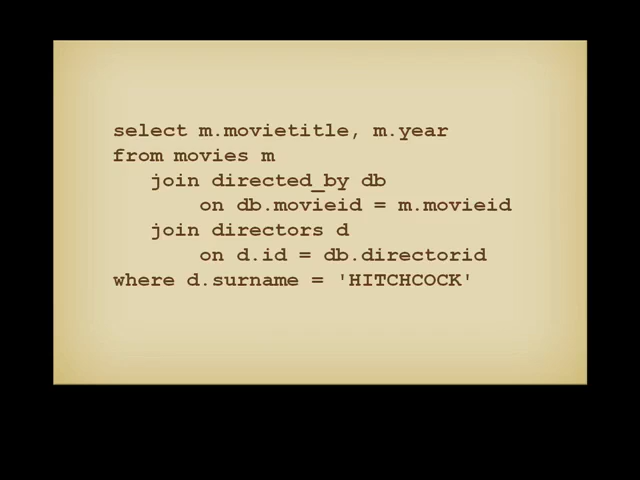 select m.movietitle, m.year
from movies m
join directed_by db
on db.movieid = m.movieid
join directors d
on d.id = db.directorid
where d.surname = 'HITCHCOCK'